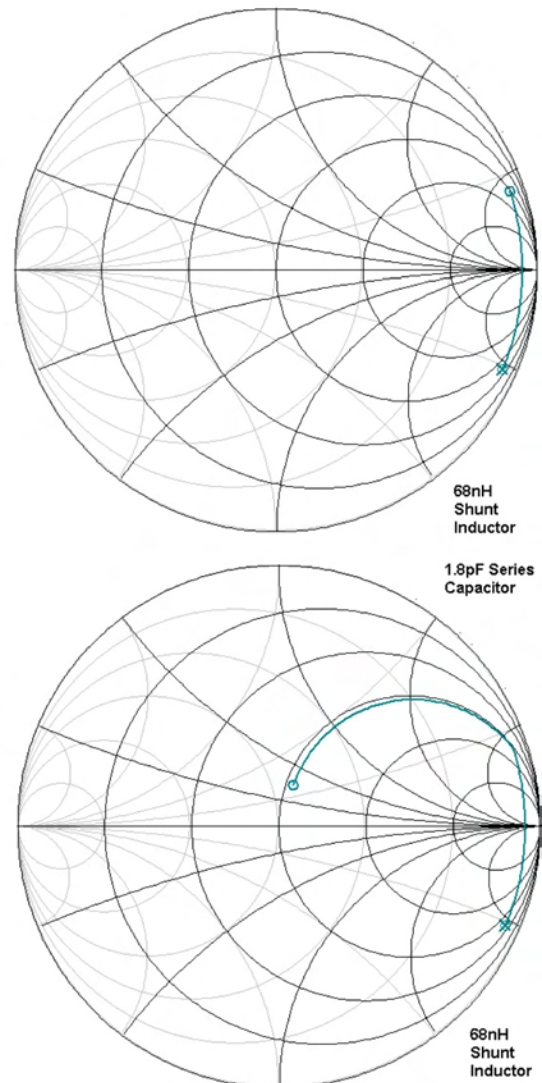 68nH
Shunt
Inductor
1.8pF Series
Capacitor
68nH
Shunt
Inductor